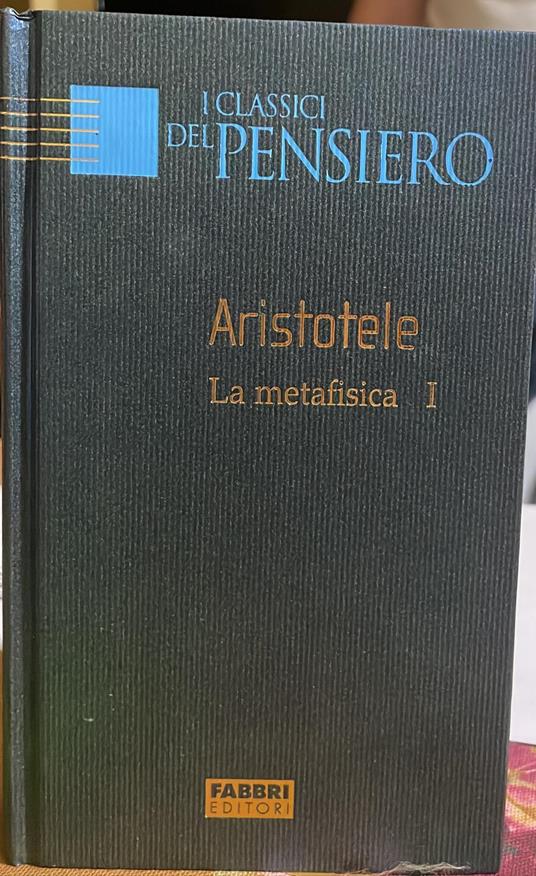 I CLASSICI
DEL PENSIERO
Aristotele
La metafisica I
FABBRI
EDITORI